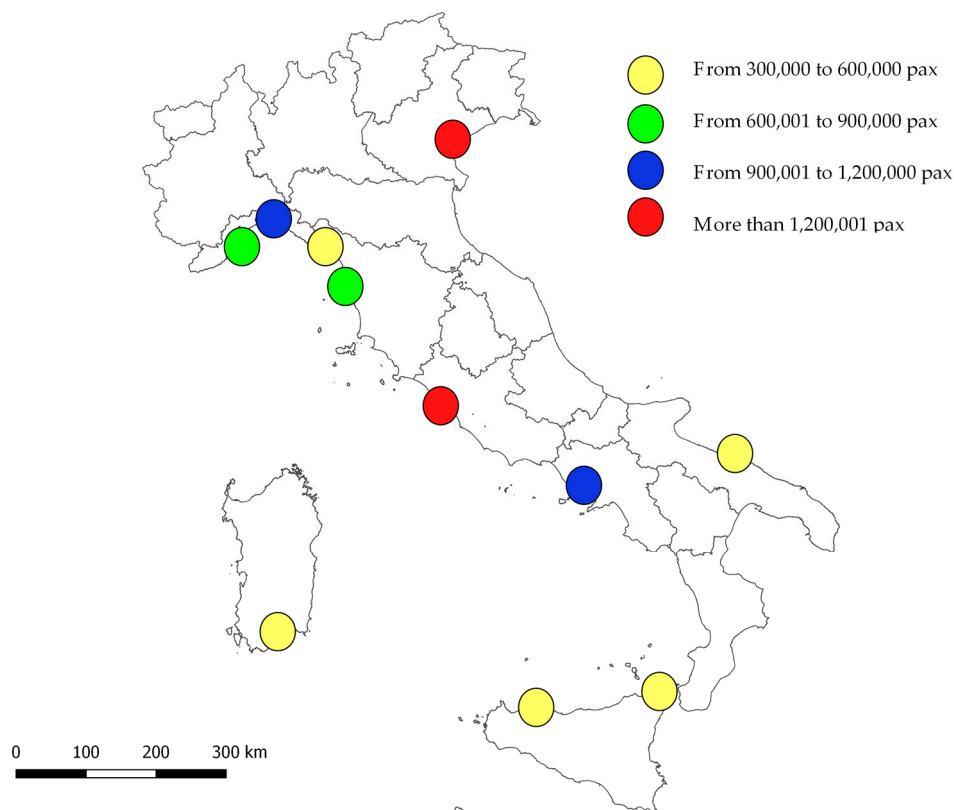 From 300,000 to 600,000 pax
From 600,001 to 900,000 pax
From 900,001 to 1,200,000 pax
More than 1,200,001 pax
0 100 200 300 km